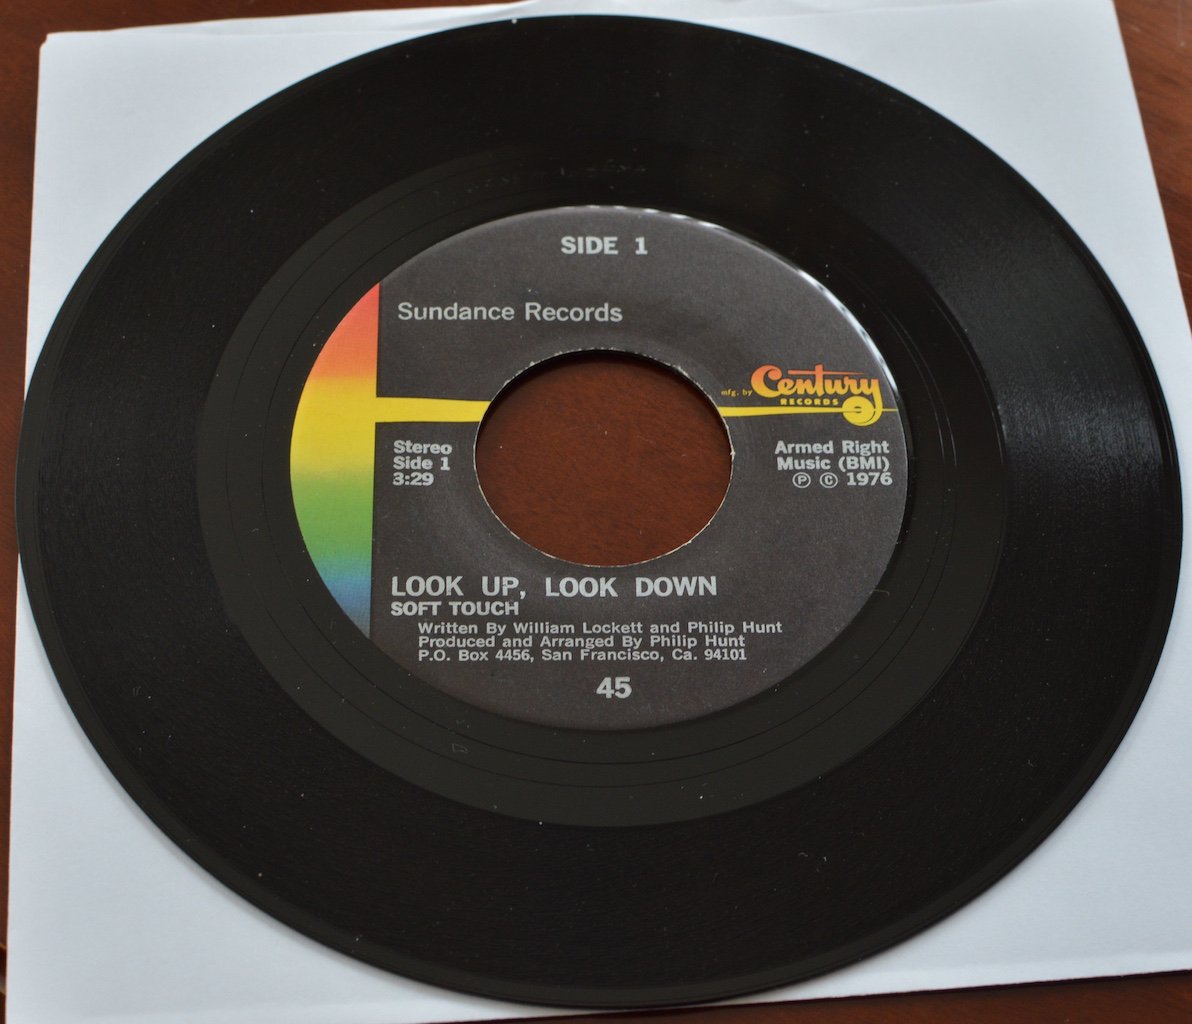 SIDE 1
Sundance Records
mfg. by Century
RECORDS
Stereo
Side 1
3:29
Armed Right
Music (BMI)
℗ © 1976
LOOK UP, LOOK DOWN
SOFT TOUCH
Written By William Lockett and Philip Hunt
Produced and Arranged By Philip Hunt
P.O. Box 4456, San Francisco, Ca. 94101
45